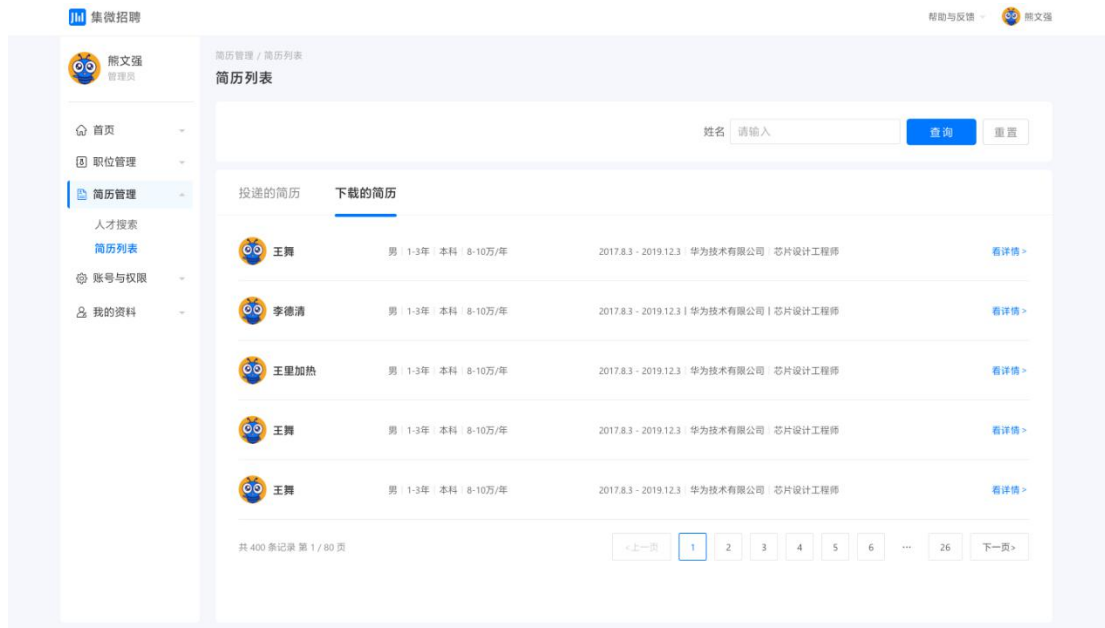 集微招聘
帮助与反馈
熊文强
熊文强
管理员
首页
职位管理
简历管理
人才搜索
简历列表
账号与权限
我的资料
简历管理 / 简历列表
简历列表
姓名 请输入 查询 重置
投递的简历 下载的简历
王舞 男 | 1-3年 | 本科 | 8-10万/年 2017.8.3 - 2019.12.3 | 华为技术有限公司 | 芯片设计工程师 看详情 >
李德清 男 | 1-3年 | 本科 | 8-10万/年 2017.8.3 - 2019.12.3 | 华为技术有限公司 | 芯片设计工程师 看详情 >
王里加热 男 | 1-3年 | 本科 | 8-10万/年 2017.8.3 - 2019.12.3 | 华为技术有限公司 | 芯片设计工程师 看详情 >
王舞 男 | 1-3年 | 本科 | 8-10万/年 2017.8.3 - 2019.12.3 | 华为技术有限公司 | 芯片设计工程师 看详情 >
王舞 男 | 1-3年 | 本科 | 8-10万/年 2017.8.3 - 2019.12.3 | 华为技术有限公司 | 芯片设计工程师 看详情 >
共 400 条记录 第 1 / 80 页 <上一页 1 2 3 4 5 6 ··· 26 下一页>